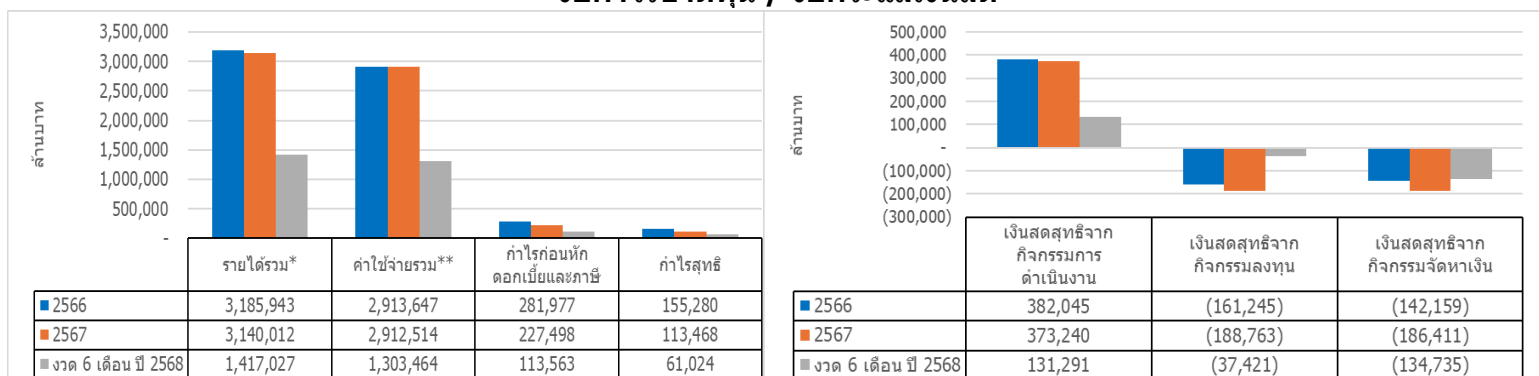 3,500,000
3,000,000
2,500,000
2,000,000
1,500,000
1,000,000
500,000
-
ล้านบาท
รายได้รวม* ค่าใช้จ่ายรวม** กำไรก่อนหัก กำไรสุทธิ
ดอกเบี้ยและภาษี
2566 3,185,943 2,913,647 281,977 155,280
2567 3,140,012 2,912,514 227,498 113,468
งวด 6 เดือน ปี 2568 1,417,027 1,303,464 113,563 61,024
500,000
400,000
300,000
200,000
100,000
-
(100,000)
(200,000)
(300,000)
ล้านบาท
เงินสดสุทธิจาก เงินสดสุทธิจาก เงินสดสุทธิจาก
กิจกรรมการ กิจกรรมลงทุน กิจกรรมจัดหาเงิน
ดำเนินงาน
2566 382,045 (161,245) (142,159)
2567 373,240 (188,763) (186,411)
งวด 6 เดือน ปี 2568 131,291 (37,421) (134,735)